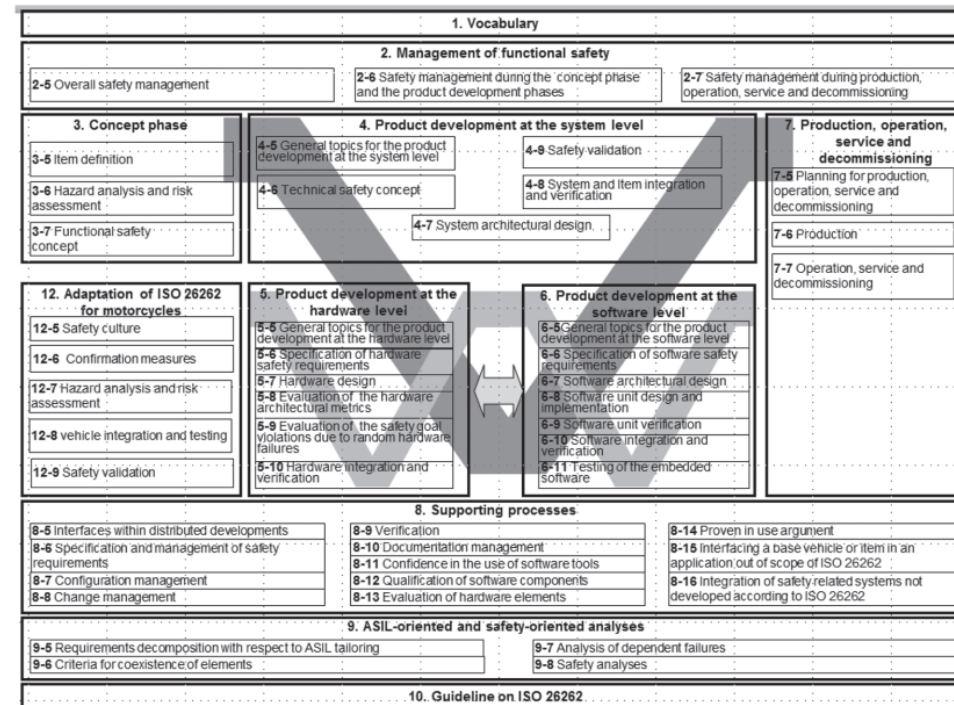 1. Vocabulary
2. Management of functional safety
2-5 Overall safety management
2-6 Safety management during the concept phase
and the product development phases
2-7 Safety management during production,
operation, service and decommissioning
3. Concept phase
3-5 Item definition
3-6 Hazard analysis and risk
assessment
3-7 Functional safety
concept
4. Product development at the system level
4-5 General topics for the product
development at the system level
4-6 Technical safety concept
4-9 Safety validation
4-8 System and Item integration
and verification
4-7 System architectural design
7. Production, operation,
service and
decommissioning
7-5 Planning for production,
operation, service and
decommissioning
7-6 Production
7-7 Operation, service and
decommissioning
12. Adaptation of ISO 26262
for motorcycles
12-5 Safety culture
12-6 Confirmation measures
12-7 Hazard analysis and risk
assessment
12-8 vehicle integration and testing
12-9 Safety validation
5. Product development at the
hardware level
5-5 General topics for the product
development at the hardware level
5-6 Specification of hardware
safety requirements
5-7 Hardware design
5-8 Evaluation of the hardware
architectural metrics
5-9 Evaluation of the safety goal
violations due to random hardware
failures
5-10 Hardware integration and
verification
6. Product development at the
software level
6-5 General topics for the product
development at the software level
6-6 Specification of software safety
requirements
6-7 Software architectural design
6-8 Software unit design and
implementation
6-9 Software unit verification
6-10 Software integration and
verification
6-11 Testing of the embedded
software
8. Supporting processes
8-5 Interfaces within distributed developments
8-6 Specification and management of safety
requirements
8-7 Configuration management
8-8 Change management
8-9 Verification
8-10 Documentation management
8-11 Confidence in the use of software tools
8-12 Qualification of software components
8-13 Evaluation of hardware elements
8-14 Proven in use argument
8-15 Interfacing a base vehicle or item in an
application out of scope of ISO 26262
8-16 Integration of safety related systems not
developed according to ISO 26262
9. ASIL-oriented and safety-oriented analyses
9-5 Requirements decomposition with respect to ASIL tailoring
9-6 Criteria for coexistence of elements
9-7 Analysis of dependent failures
9-8 Safety analyses
10. Guideline on ISO 26262